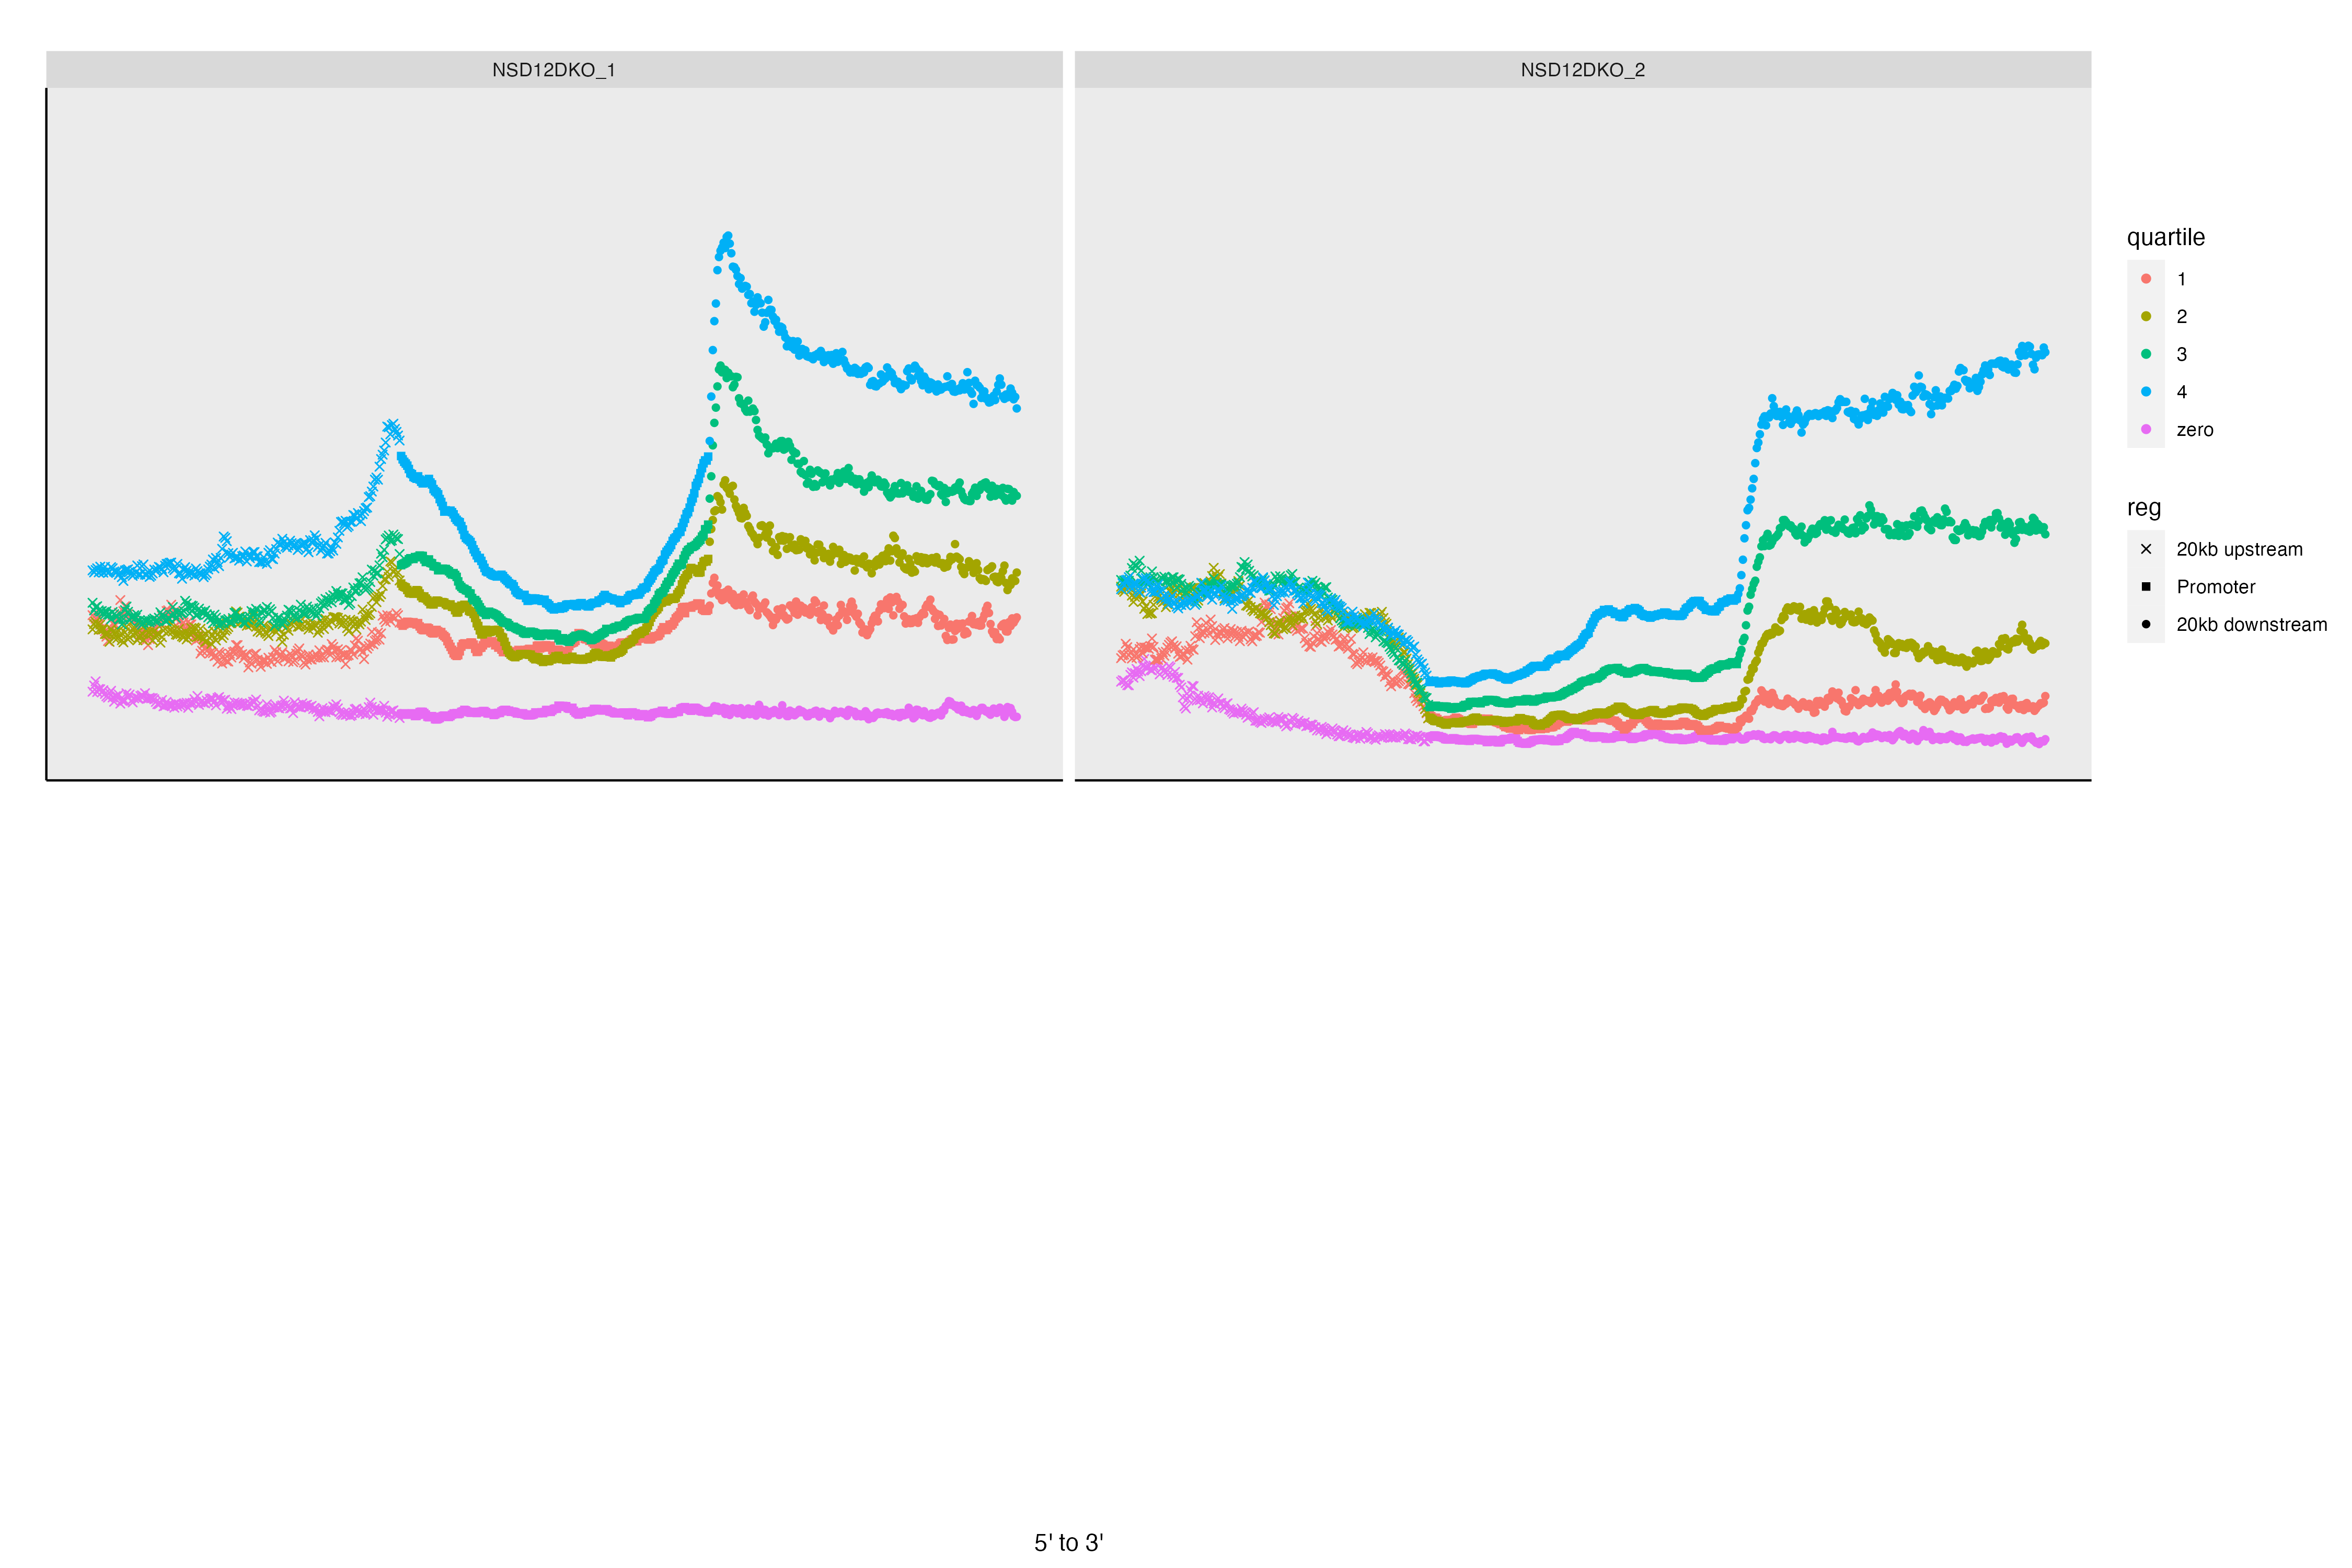 NSD12DKO_1
NSD12DKO_2
quartile
1
2
3
4
zero
reg
20kb upstream
Promoter
20kb downstream
5' to 3'